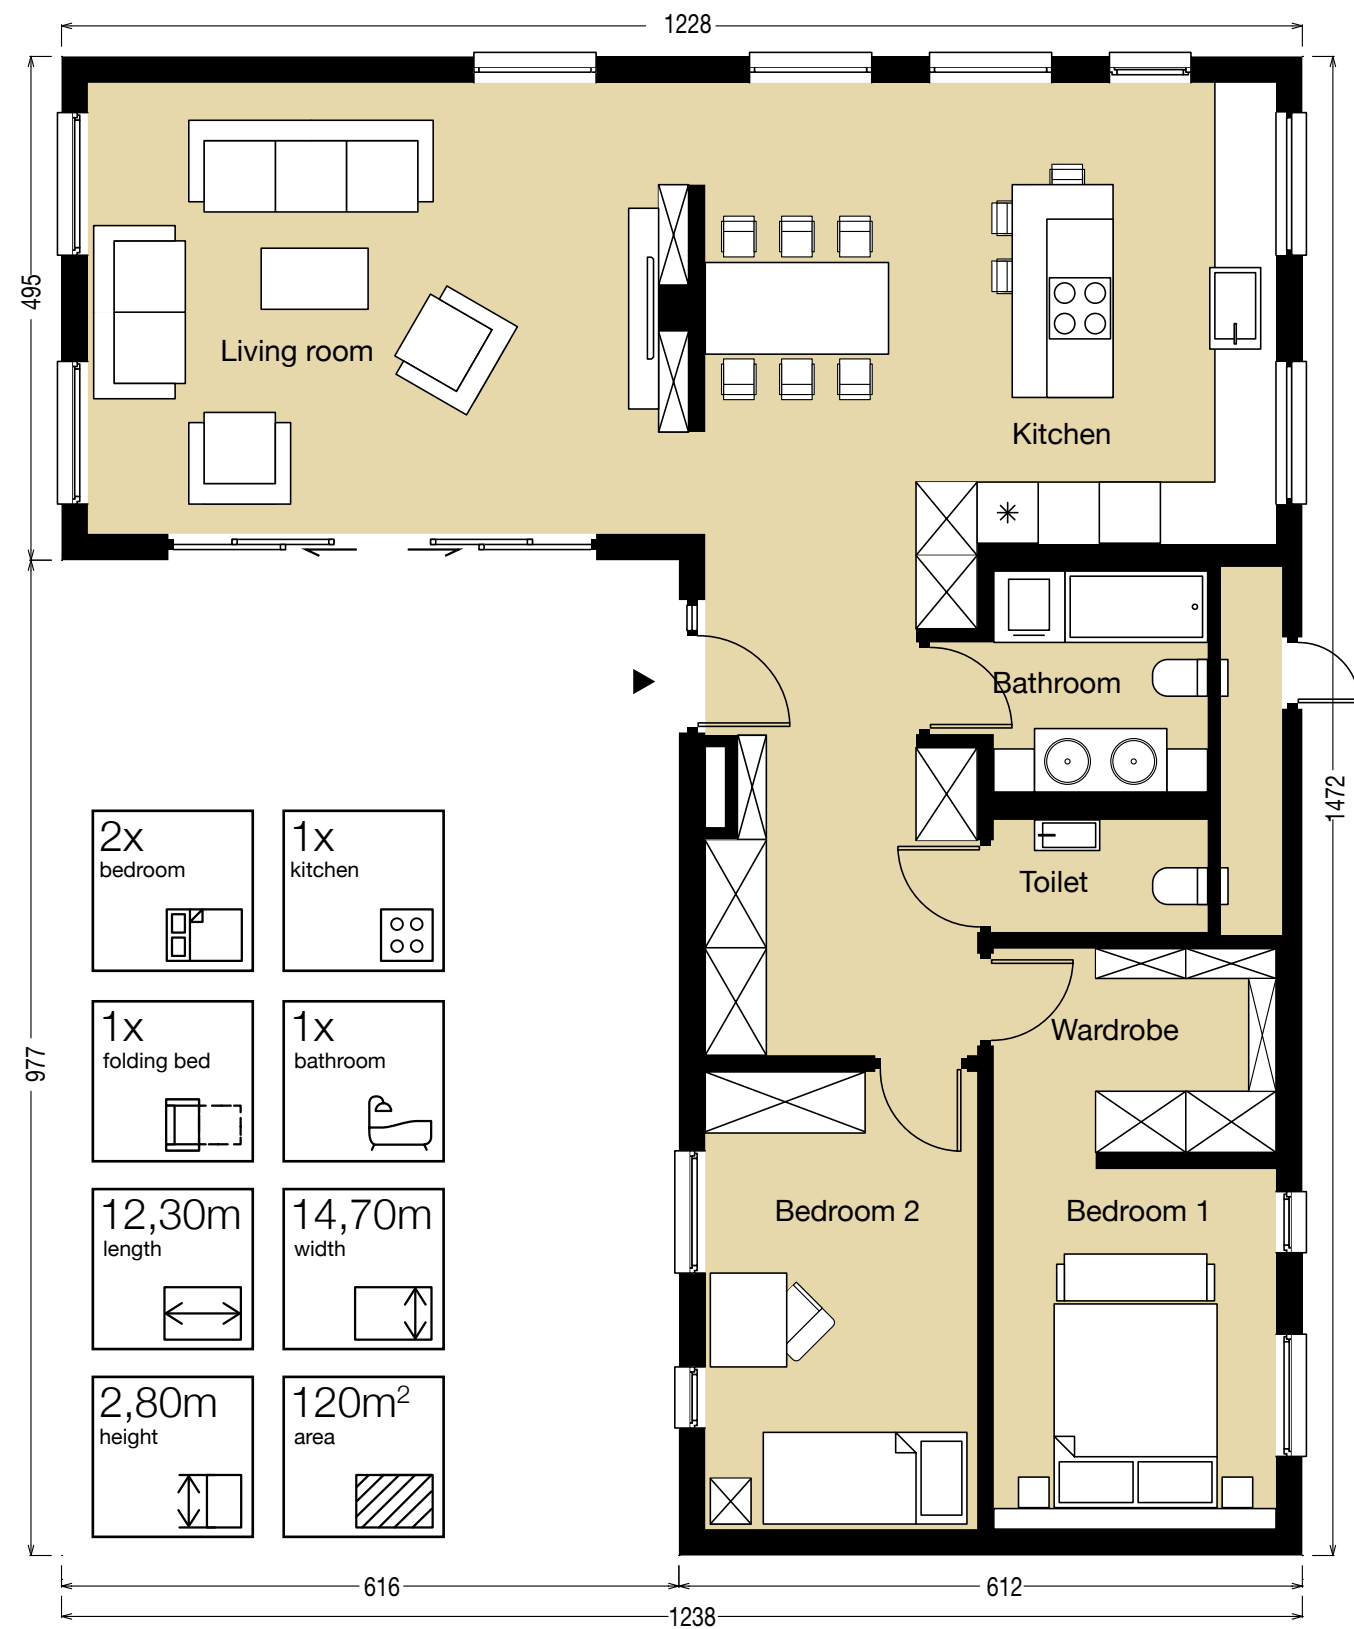 1228
495
Living room
Kitchen
Bathroom
1472
2x
bedroom
1x
kitchen
Toilet
1x
folding bed
1x
bathroom
Wardrobe
977
12,30m
length
14,70m
width
Bedroom 2
Bedroom 1
2,80m
height
120m²
area
616
612
1238